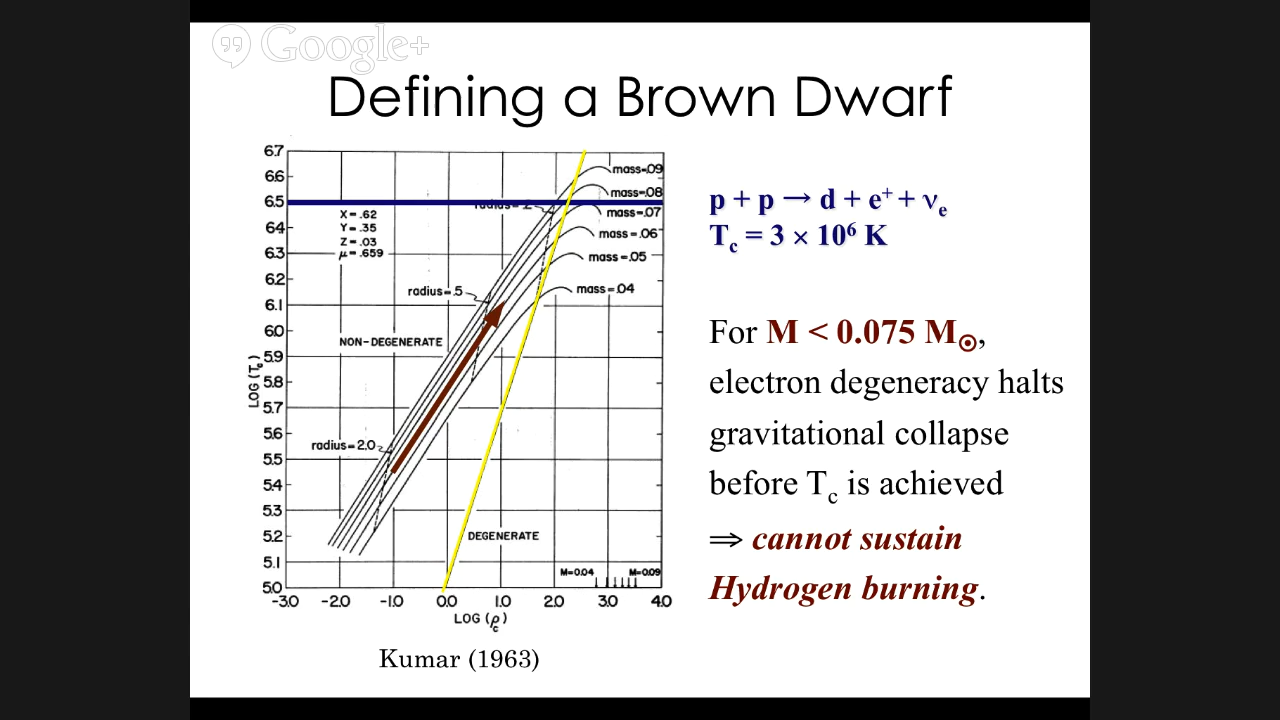 Google+
Defining a Brown Dwarf
6.7
6.6
6.5
6.4
6.3
6.2
6.1
6.0
5.9
5.8
5.7
5.6
5.5
5.4
5.3
5.2
5.1
5.0
LOG (Tc)
-3.0 -2.0 -1.0 0.0 1.0 2.0 3.0 4.0
LOG (ρc)
X=.62
Y=.35
Z=.03
μ=.659
mass=.09
mass=.08
mass=.07
mass=.06
mass=.05
mass=.04
radius=.5
NON-DEGENERATE
radius=2.0
DEGENERATE
M=0.04 M=0.09
Kumar (1963)
p + p → d + e⁺ + νₑ
Tc = 3 × 10⁶ K
For M < 0.075 M☉,
electron degeneracy halts
gravitational collapse
before Tc is achieved
⇒ cannot sustain
Hydrogen burning.